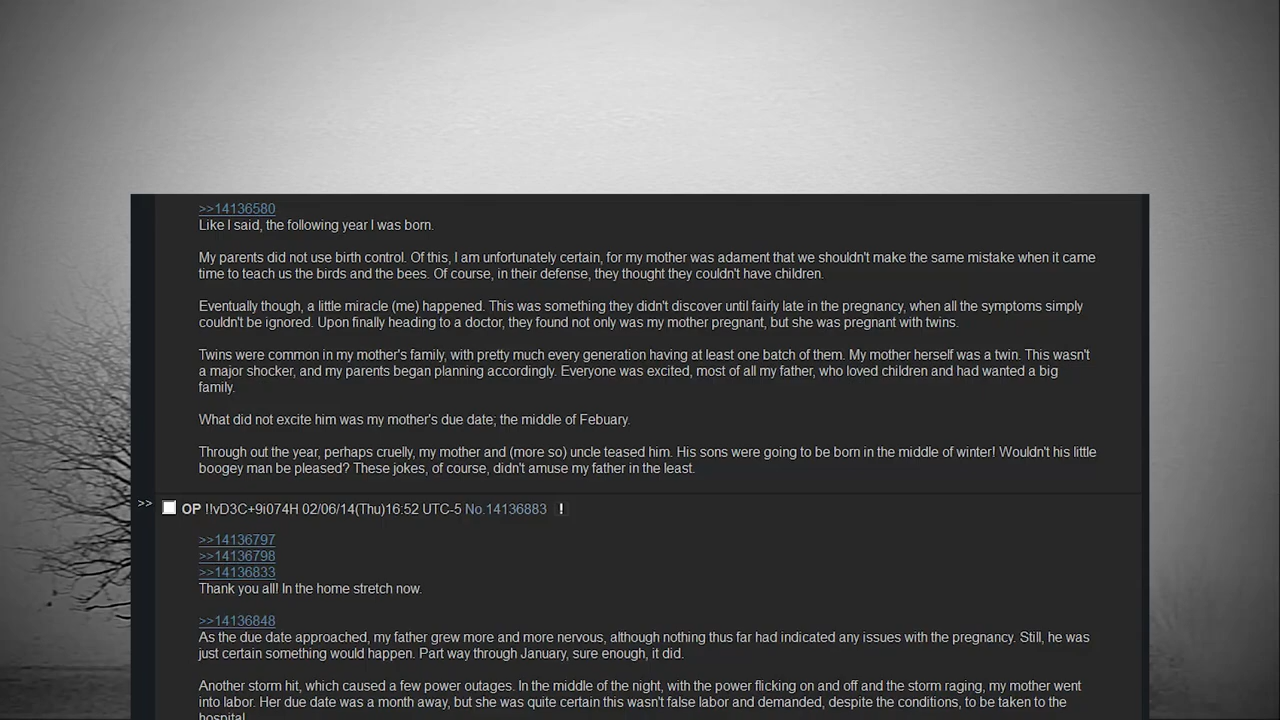 >>14136580
Like I said, the following year I was born.
My parents did not use birth control. Of this, I am unfortunately certain, for my mother was adament that we shouldn't make the same mistake when it came
time to teach us the birds and the bees. Of course, in their defense, they thought they couldn't have children.
Eventually though, a little miracle (me) happened. This was something they didn't discover until fairly late in the pregnancy, when all the symptoms simply
couldn't be ignored. Upon finally heading to a doctor, they found not only was my mother pregnant, but she was pregnant with twins.
Twins were common in my mother's family, with pretty much every generation having at least one batch of them. My mother herself was a twin. This wasn't
a major shocker, and my parents began planning accordingly. Everyone was excited, most of all my father, who loved children and had wanted a big
family.
What did not excite him was my mother's due date; the middle of Febuary.
Through out the year, perhaps cruelly, my mother and (more so) uncle teased him. His sons were going to be born in the middle of winter! Wouldn't his little
boogey man be pleased? These jokes, of course, didn't amuse my father in the least.
>> OP !!vD3C+9i074H 02/06/14(Thu)16:52 UTC-5 No.14136883 !
>>14136797
>>14136798
>>14136833
Thank you all! In the home stretch now.
>>14136848
As the due date approached, my father grew more and more nervous, although nothing thus far had indicated any issues with the pregnancy. Still, he was
just certain something would happen. Part way through January, sure enough, it did.
Another storm hit, which caused a few power outages. In the middle of the night, with the power flicking on and off and the storm raging, my mother went
into labor. Her due date was a month away, but she was quite certain this wasn't false labor and demanded, despite the conditions, to be taken to the
hospital